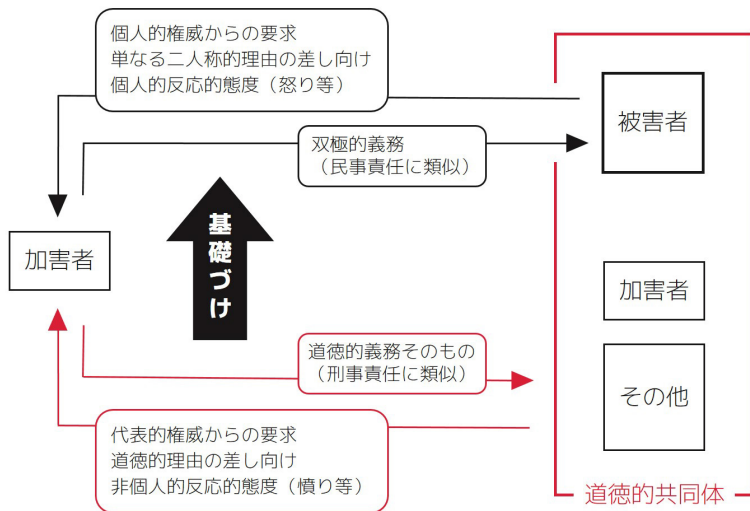 個人的権威からの要求
単なる二人称的理由の差し向け
個人的反応的態度（怒り等）
被害者
双極的義務
（民事責任に類似）
基礎づけ
加害者
加害者
道徳的義務そのもの
（刑事責任に類似）
その他
代表的権威からの要求
道徳的理由の差し向け
非個人的反応的態度（憤り等）
道徳的共同体